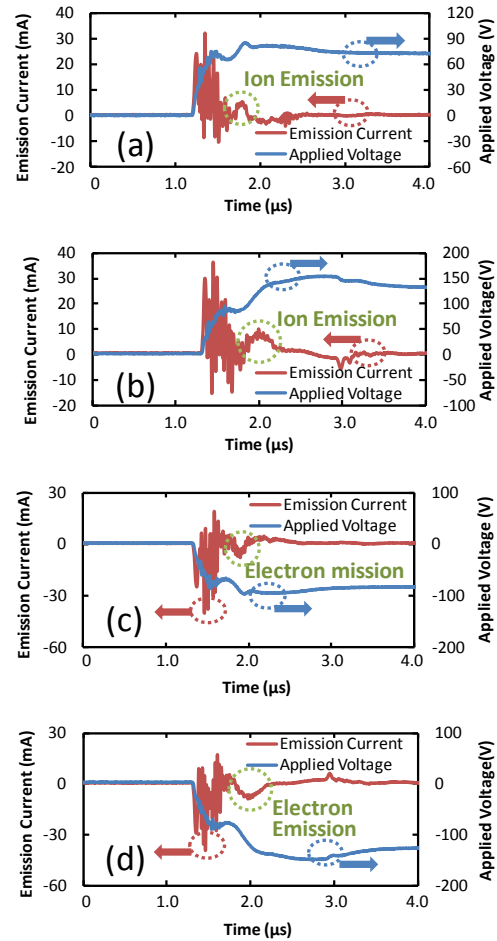 40
30
20
10
0
-10
-20
Emission Current (mA)
120
90
60
30
0
-30
-60
Applied Voltage (V)
Ion Emission
(a)
Emission Current
Applied Voltage
0
1.0
2.0
3.0
4.0
Time (μs)
40
30
20
10
0
-10
-20
Emission Current (mA)
200
150
100
50
0
-50
-100
Applied Voltage(V)
Ion Emission
(b)
Emission Current
Applied Voltage
0
1.0
2.0
3.0
4.0
Time (μs)
30
0
-30
-60
Emission Current (mA)
100
0
-100
-200
Applied Voltage(V)
Emission Current
Applied Voltage
Electron mission
(c)
0
1.0
2.0
3.0
4.0
Time (μs)
30
0
-30
-60
Emission Current (mA)
100
0
-100
-200
Applied Voltage(V)
Emission Current
Applied Voltage
Electron
Emission
(d)
0
1.0
2.0
3.0
4.0
Time (μs)